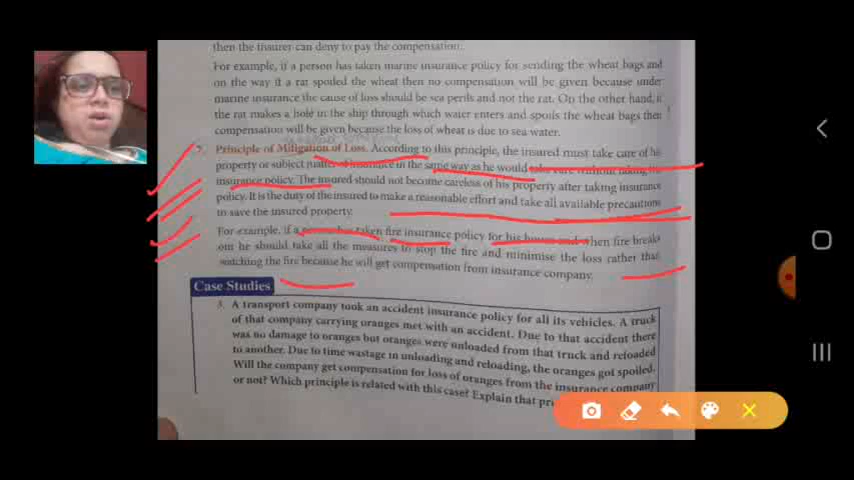 then the insurer can deny to pay the compensation.
For example, if a person has taken marine insurance policy for sending the wheat bags and
on the way if a rat spoiled the wheat then no compensation will be given because under
marine insurance the cause of loss should be sea perils and not the rat. On the other hand, if
the rat makes a hole in the ship through which water enters and spoils the wheat bags then
compensation will be given because the loss of wheat is due to sea water.
Principle of Mitigation of Loss. According to this principle, the insured must take care of his
property or subject matter of insurance in the same way as he would take care without taking
insurance policy. The insured should not become careless of his property after taking insurance
policy. It is the duty of the insured to make a reasonable effort and take all available precautions
to save the insured property.
For example, if a person has taken fire insurance policy for his house and when fire breaks
out he should take all the measures to stop the fire and minimise the loss rather than
watching the fire because he will get compensation from insurance company.
Case Studies
3. A transport company took an accident insurance policy for all its vehicles. A truck
of that company carrying oranges met with an accident. Due to that accident there
was no damage to oranges but oranges were unloaded from that truck and reloaded
to another. Due to time wastage in unloading and reloading, the oranges got spoiled.
Will the company get compensation for loss of oranges from the insurance company
or not? Which principle is related with this case? Explain that